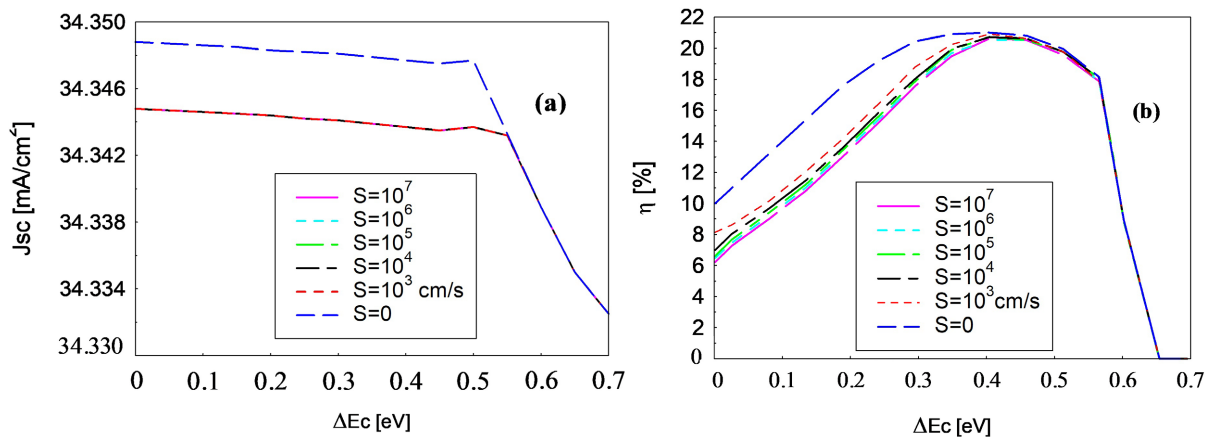 34.350
34.346
34.342
34.338
34.334
34.330
Jsc [mA/cm²]
(a)
S=10⁷
S=10⁶
S=10⁵
S=10⁴
S=10³ cm/s
S=0
0 0.1 0.2 0.3 0.4 0.5 0.6 0.7
ΔEc [eV]
22
20
18
16
14
12
10
8
6
4
2
0
η [%]
(b)
S=10⁷
S=10⁶
S=10⁵
S=10⁴
S=10³cm/s
S=0
0 0.1 0.2 0.3 0.4 0.5 0.6 0.7
ΔEc [eV]